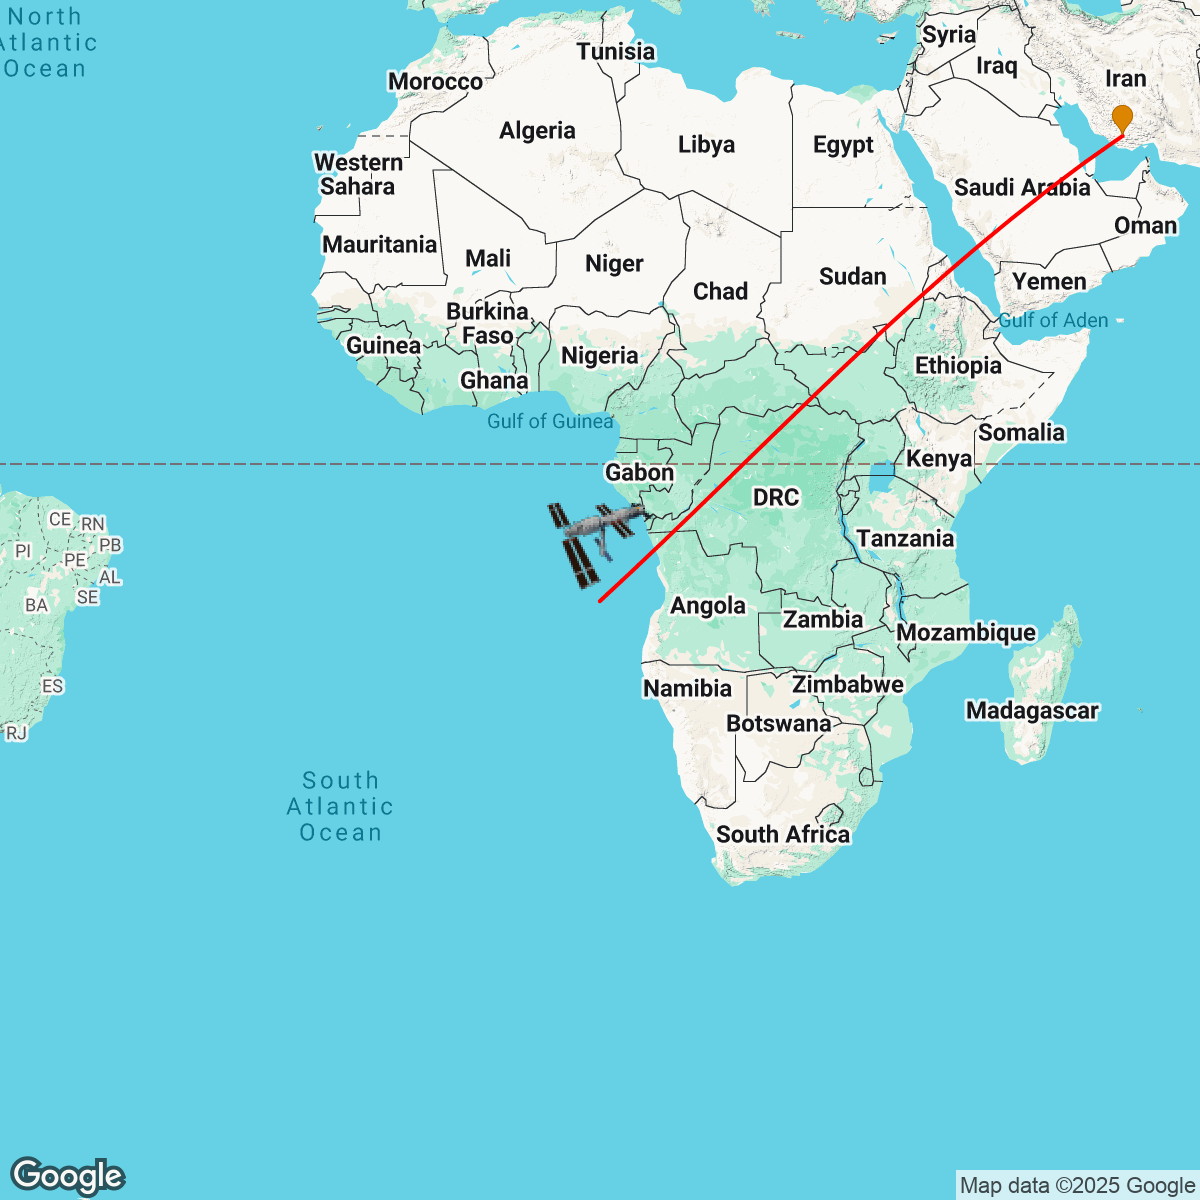 North
Atlantic
Ocean
Tunisia
Syria
Iraq
Iran
Morocco
Algeria
Libya
Egypt
Western
Sahara
Saudi Arabia
Oman
Mauritania
Mali
Niger
Chad
Sudan
Yemen
Burkina
Faso
Gulf of Aden
Guinea
Nigeria
Ethiopia
Ghana
Gulf of Guinea
Somalia
Gabon
Kenya
DRC
CE
RN
PI
PB
PE
AL
BA
SE
Tanzania
Angola
Zambia
Mozambique
ES
Namibia
Zimbabwe
Botswana
Madagascar
RJ
South
Atlantic
Ocean
South Africa
Google
Map data ©2025 Google